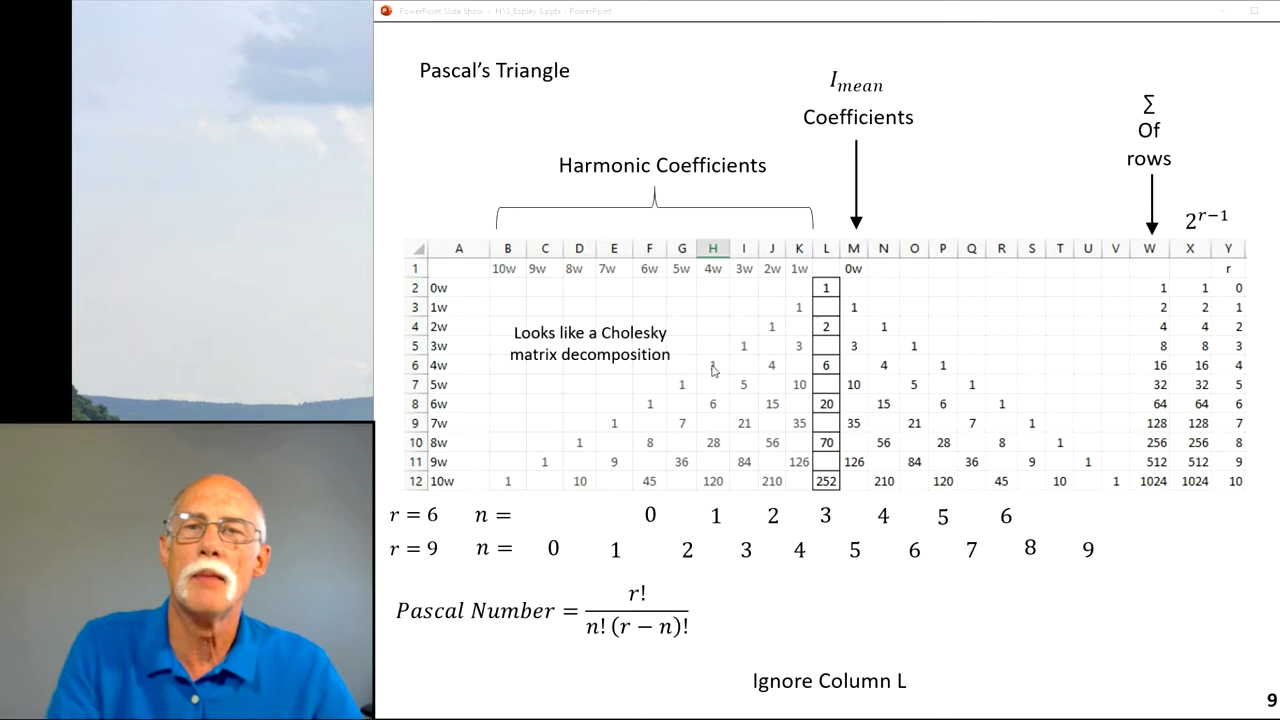 PowerPoint Slide Show - H13_Espley 3.pptx - PowerPoint
Pascal's Triangle
I_mean
Coefficients
∑
Of
rows
Harmonic Coefficients
2^{r−1}
A B C D E F G H I J K L M N O P Q R S T U V W X Y
1 10w 9w 8w 7w 6w 5w 4w 3w 2w 1w 0w r
2 0w 1 1 1 0
3 1w 1 1 2 2 1
4 2w 1 2 1 4 4 2
5 3w 1 3 3 1 8 8 3
6 4w 1 4 6 4 1 16 16 4
7 5w 1 5 10 10 5 1 32 32 5
8 6w 1 6 15 20 15 6 1 64 64 6
9 7w 1 7 21 35 35 21 7 1 128 128 7
10 8w 1 8 28 56 70 56 28 8 1 256 256 8
11 9w 1 9 36 84 126 126 84 36 9 1 512 512 9
12 10w 1 10 45 120 210 252 210 120 45 10 1 1024 1024 10
Looks like a Cholesky
matrix decomposition
r = 6 n = 0 1 2 3 4 5 6
r = 9 n = 0 1 2 3 4 5 6 7 8 9
Pascal Number = r! / n! (r − n)!
Ignore Column L
9